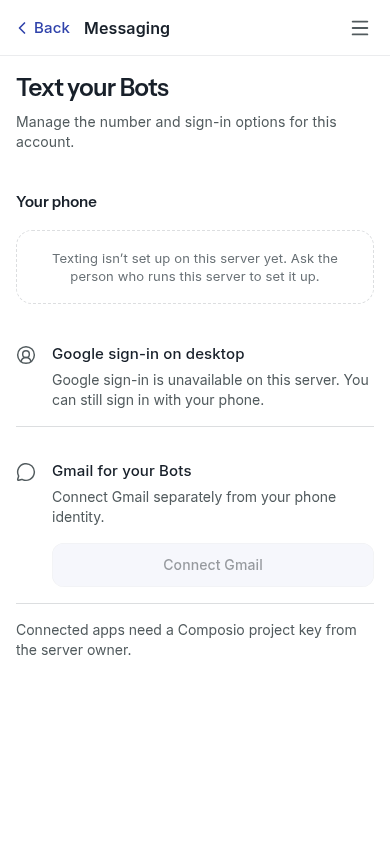 Back Messaging
Text your Bots
Manage the number and sign-in options for this
account.
Your phone
Texting isn’t set up on this server yet. Ask the
person who runs this server to set it up.
Google sign-in on desktop
Google sign-in is unavailable on this server. You
can still sign in with your phone.
Gmail for your Bots
Connect Gmail separately from your phone
identity.
Connect Gmail
Connected apps need a Composio project key from
the server owner.